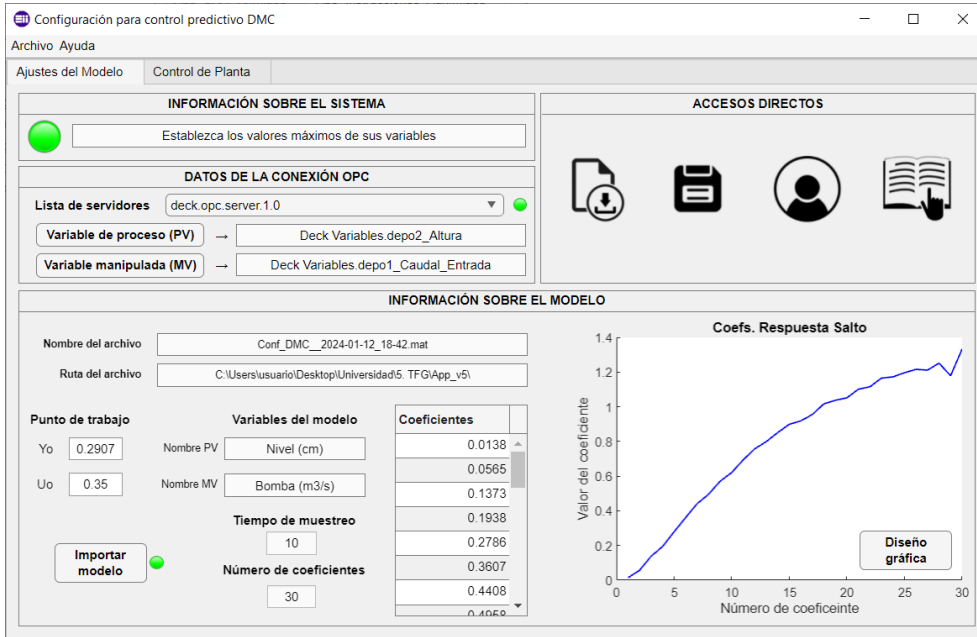 Configuración para control predictivo DMC
Archivo Ayuda
Ajustes del Modelo Control de Planta
INFORMACIÓN SOBRE EL SISTEMA
Establezca los valores máximos de sus variables
DATOS DE LA CONEXIÓN OPC
Lista de servidores deck.opc.server.1.0
Variable de proceso (PV) → Deck Variables.depo2_Altura
Variable manipulada (MV) → Deck Variables.depo1_Caudal_Entrada
ACCESOS DIRECTOS
INFORMACIÓN SOBRE EL MODELO
Nombre del archivo Conf_DMC__2024-01-12_18-42.mat
Ruta del archivo C:\Users\usuario\Desktop\Universidad\5. TFG\App_v5\
Punto de trabajo
Yo 0.2907
Uo 0.35
Importar
modelo
Variables del modelo
Nombre PV Nivel (cm)
Nombre MV Bomba (m3/s)
Tiempo de muestreo
10
Número de coeficientes
30
Coeficientes
0.0138
0.0565
0.1373
0.1938
0.2786
0.3607
0.4408
0.4958
Coefs. Respuesta Salto
Valor del coeficiente
1.4
1.2
1
0.8
0.6
0.4
0.2
0
0 5 10 15 20 25 30
Número de coeficeinte
Diseño
gráfica